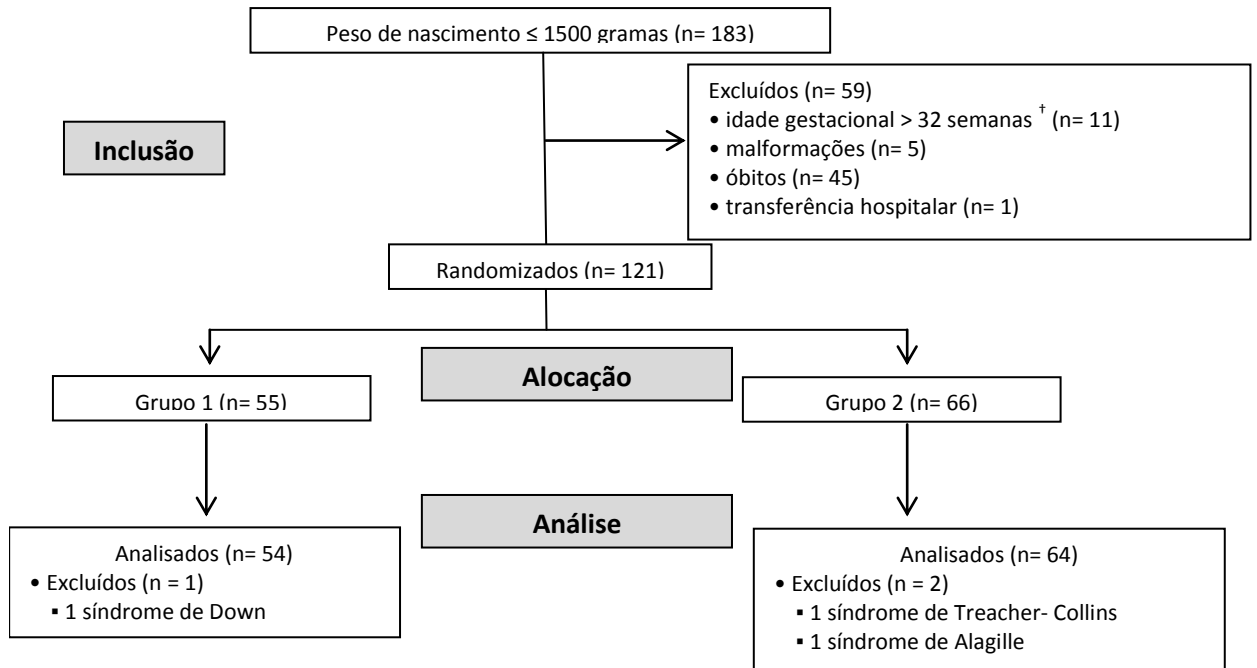 Peso de nascimento ≤ 1500 gramas (n= 183)
Excluídos (n= 59)
• idade gestacional > 32 semanas † (n= 11)
• malformações (n= 5)
• óbitos (n= 45)
• transferência hospitalar (n= 1)
Inclusão
Randomizados (n= 121)
Alocação
Grupo 1 (n= 55)
Grupo 2 (n= 66)
Análise
Analisados (n= 54)
• Excluídos (n = 1)
▪ 1 síndrome de Down
Analisados (n= 64)
• Excluídos (n = 2)
▪ 1 síndrome de Treacher- Collins
▪ 1 síndrome de Alagille